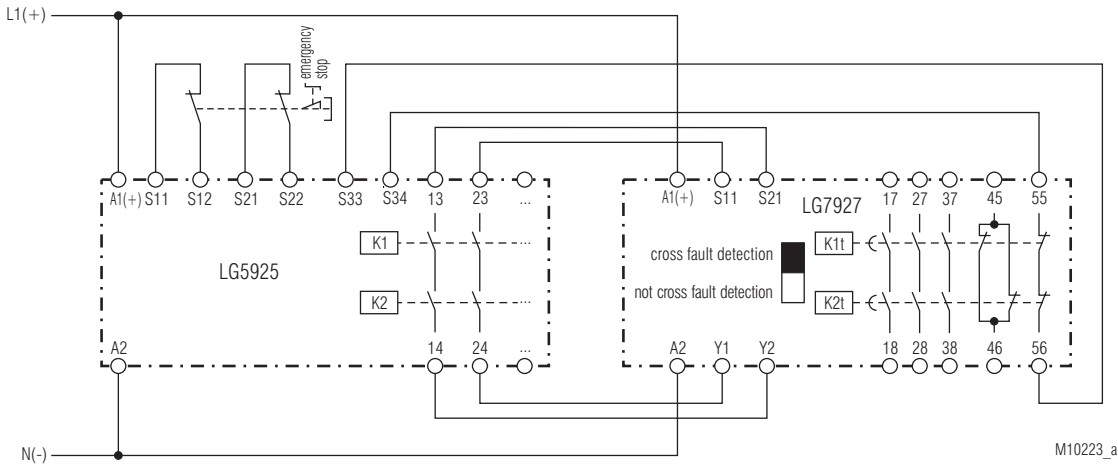 L1(+)
emergency
stop
A1(+) S11 S12 S21 S22 S33 S34 13 23 ...
A1(+) S11 S21 17 27 37 45 55
LG7927
K1 ...
cross fault detection
K1t
LG5925
not cross fault detection
K2 ...
K2t
A2 14 24 ...
A2 Y1 Y2 18 28 38 46 56
N(-)
M10223_a